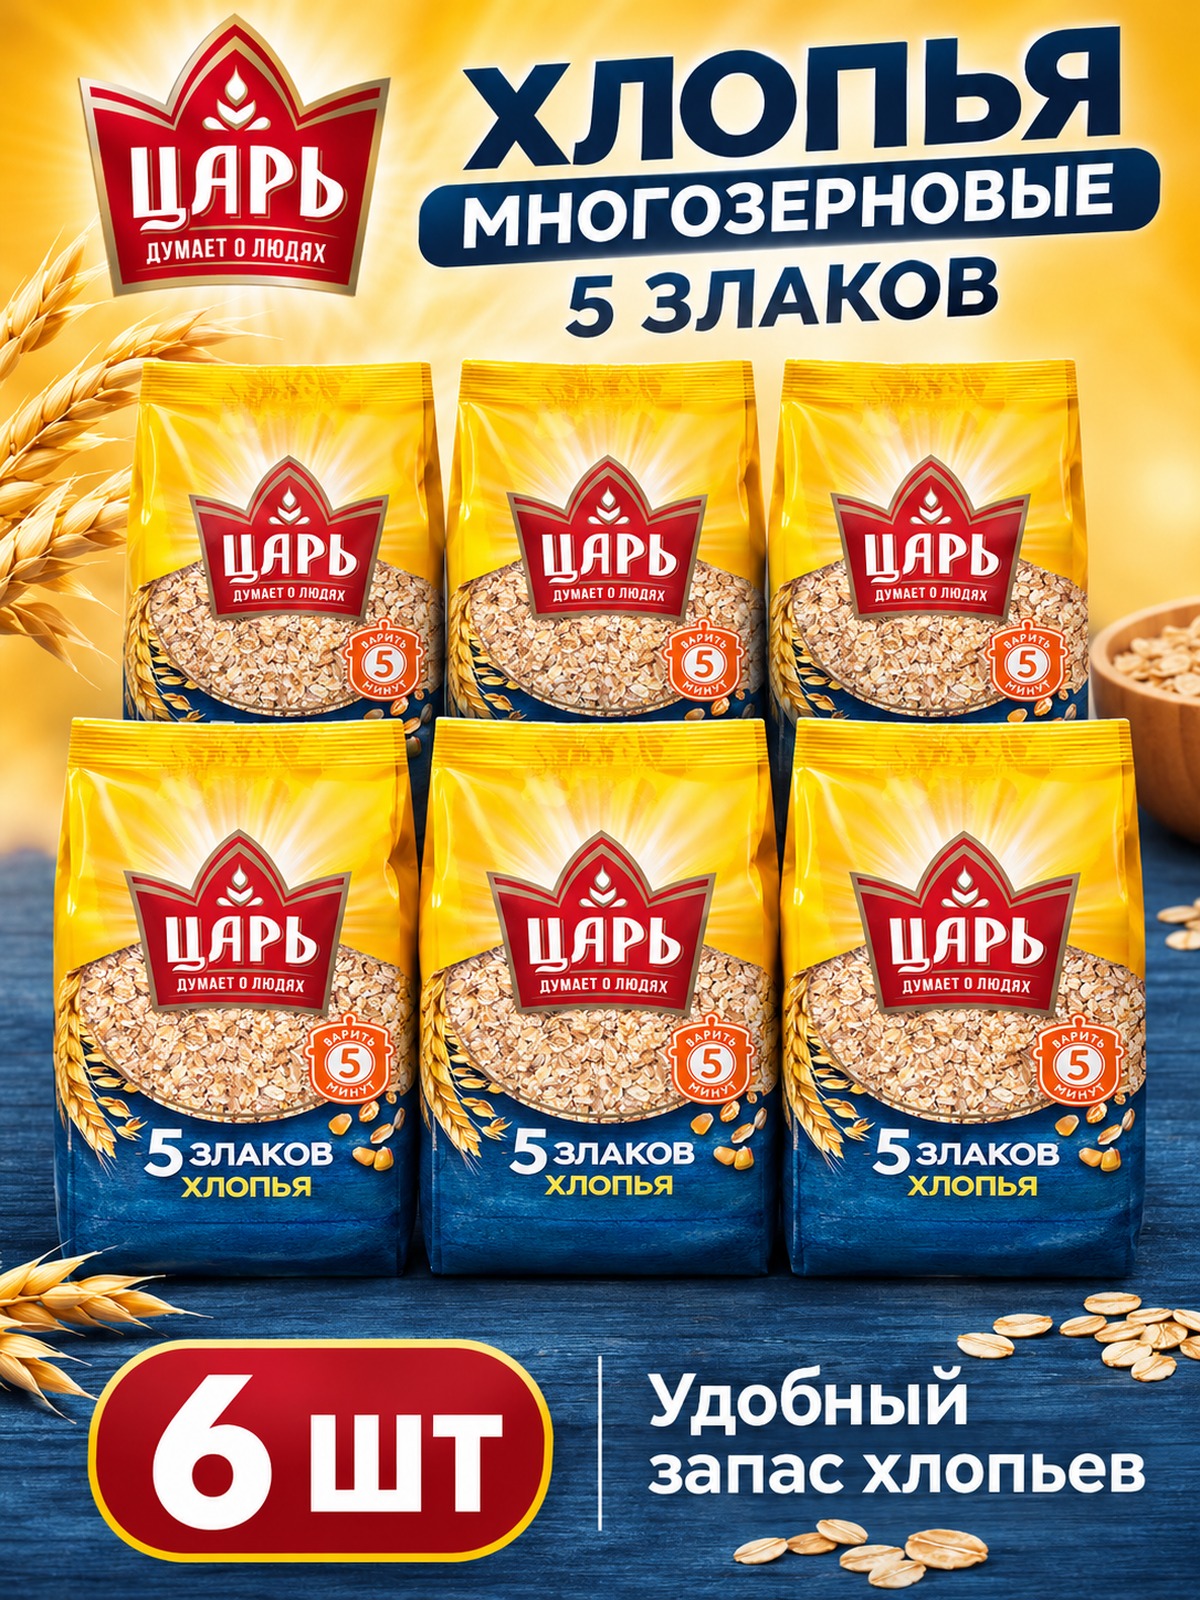 ЦАРЬ
ДУМАЕТ О ЛЮДЯХ
ХЛОПЬЯ
МНОГОЗЕРНОВЫЕ
5 ЗЛАКОВ
ЦАРЬ
ДУМАЕТ О ЛЮДЯХ
ВАРИТЬ
5
МИНУТ
ЦАРЬ
ДУМАЕТ О ЛЮДЯХ
ВАРИТЬ
5
МИНУТ
ЦАРЬ
ДУМАЕТ О ЛЮДЯХ
ВАРИТЬ
5
МИНУТ
ЦАРЬ
ДУМАЕТ О ЛЮДЯХ
ВАРИТЬ
5
МИНУТ
5 ЗЛАКОВ
ХЛОПЬЯ
ЦАРЬ
ДУМАЕТ О ЛЮДЯХ
ВАРИТЬ
5
МИНУТ
5 ЗЛАКОВ
ХЛОПЬЯ
ЦАРЬ
ДУМАЕТ О ЛЮДЯХ
ВАРИТЬ
5
МИНУТ
5 ЗЛАКОВ
ХЛОПЬЯ
6 шт
Удобный
запас хлопьев